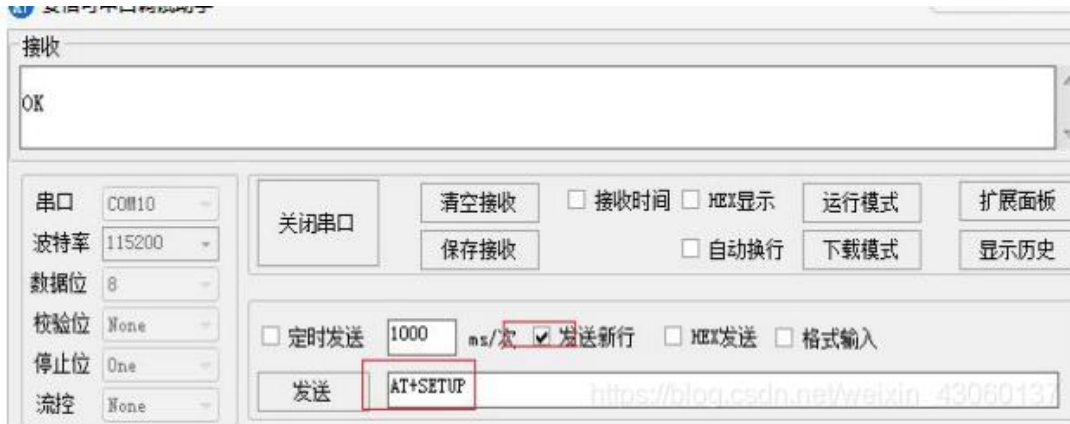 接收
OK
串口 COM10
波特率 115200
数据位 8
校验位 None
停止位 One
流控 None
关闭串口
清空接收
保存接收
接收时间 HEX显示
自动换行
运行模式
下载模式
扩展面板
显示历史
定时发送 1000 ms/次 发送新行 HEX发送 格式输入
发送 AT+SETUP
https://blog.csdn.net/weixin_43060137